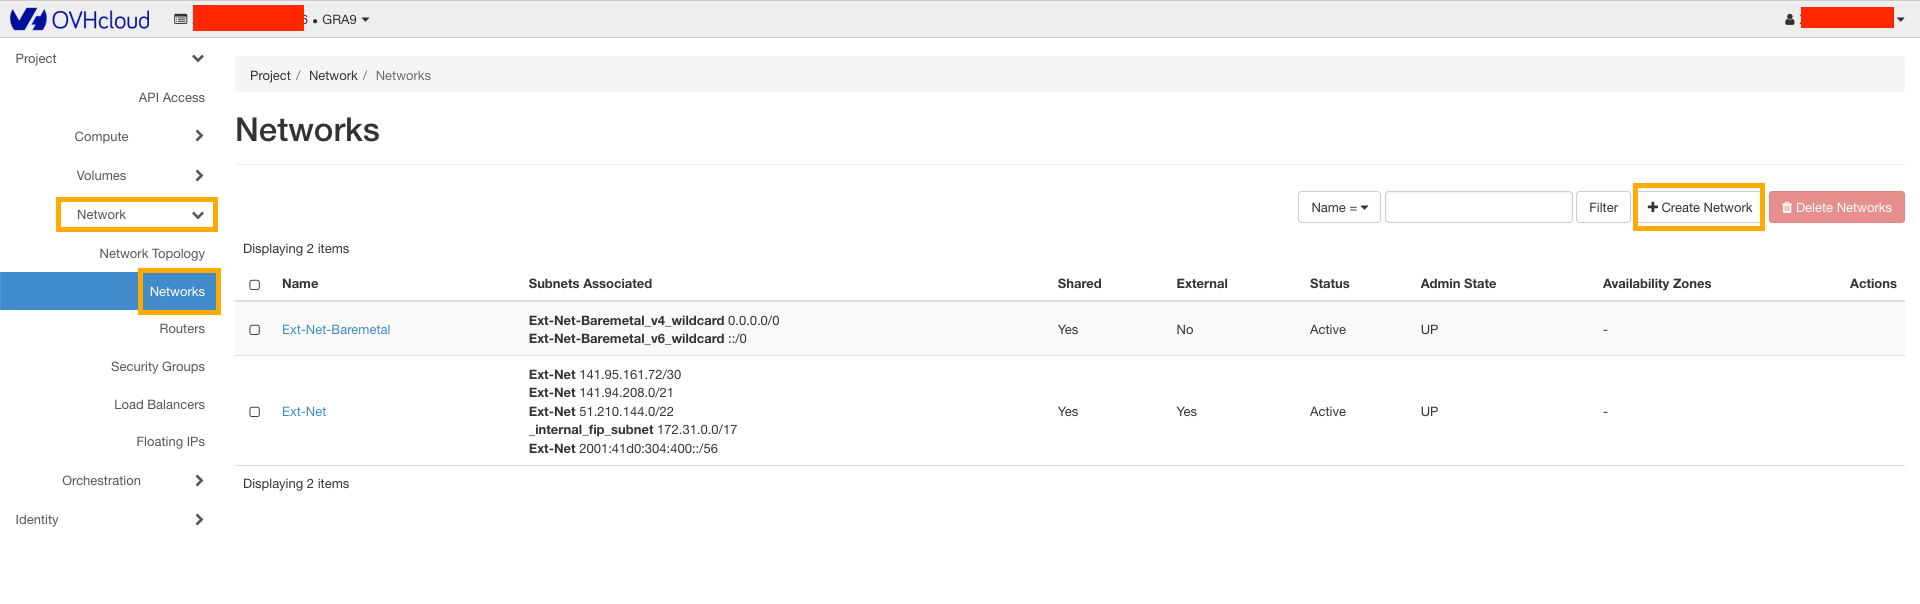 OVHcloud
6 • GRA9
Project
API Access
Compute
Volumes
Network
Network Topology
Networks
Routers
Security Groups
Load Balancers
Floating IPs
Orchestration
Identity
Project / Network / Networks
Networks
Name =
Filter
Create Network
Delete Networks
Displaying 2 items
Name Subnets Associated Shared External Status Admin State Availability Zones Actions
Ext-Net-Baremetal
Ext-Net-Baremetal_v4_wildcard 0.0.0.0/0
Ext-Net-Baremetal_v6_wildcard ::/0
Yes No Active UP -
Ext-Net
Ext-Net 141.95.161.72/30
Ext-Net 141.94.208.0/21
Ext-Net 51.210.144.0/22
_internal_fip_subnet 172.31.0.0/17
Ext-Net 2001:41d0:304:400::/56
Yes Yes Active UP -
Displaying 2 items